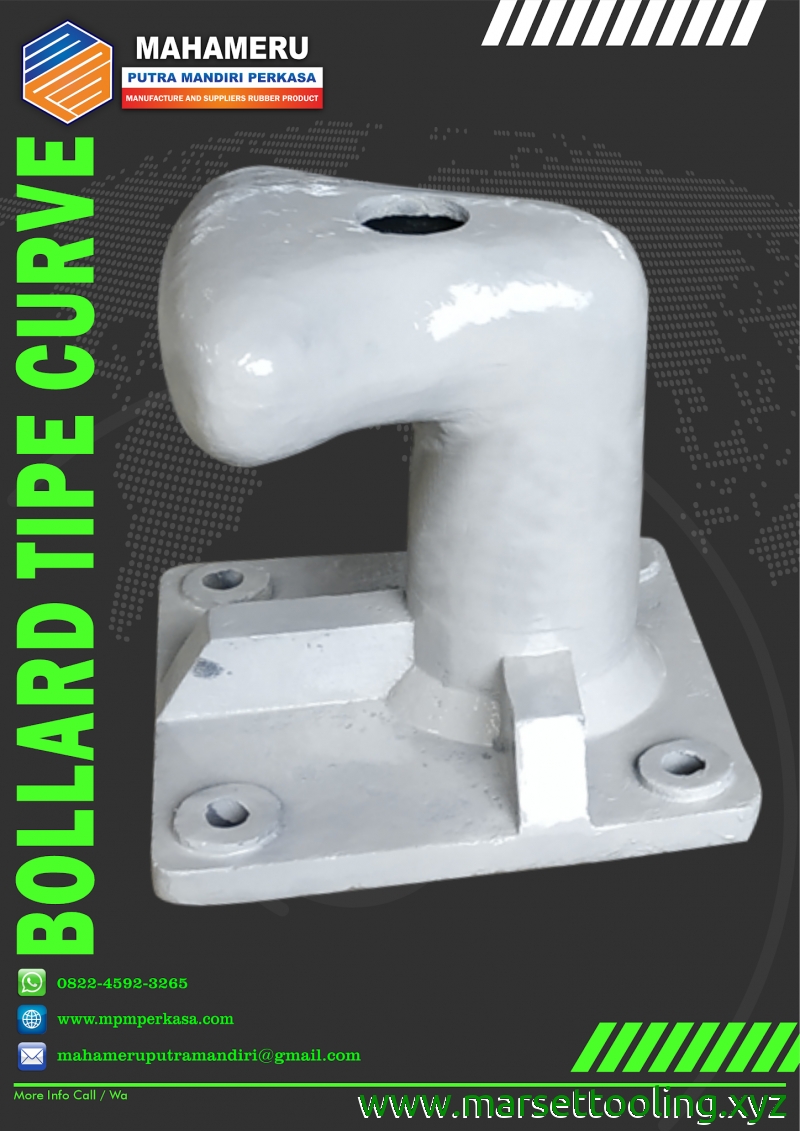 MAHAMERU
PUTRA MANDIRI PERKASA
MANUFACTURE AND SUPPLIERS RUBBER PRODUCT
BOLLARD TIPE CURVE
0822-4592-3265
www.mpmperkasa.com
mahameruputramandiri@gmail.com
More Info Call / Wa
www.marsettooling.xyz